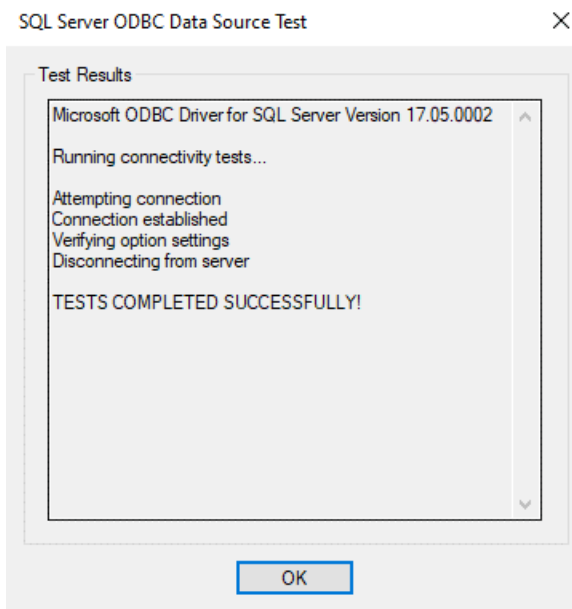 SQL Server ODBC Data Source Test
Test Results
Microsoft ODBC Driver for SQL Server Version 17.05.0002
Running connectivity tests...
Attempting connection
Connection established
Verifying option settings
Disconnecting from server
TESTS COMPLETED SUCCESSFULLY!
OK